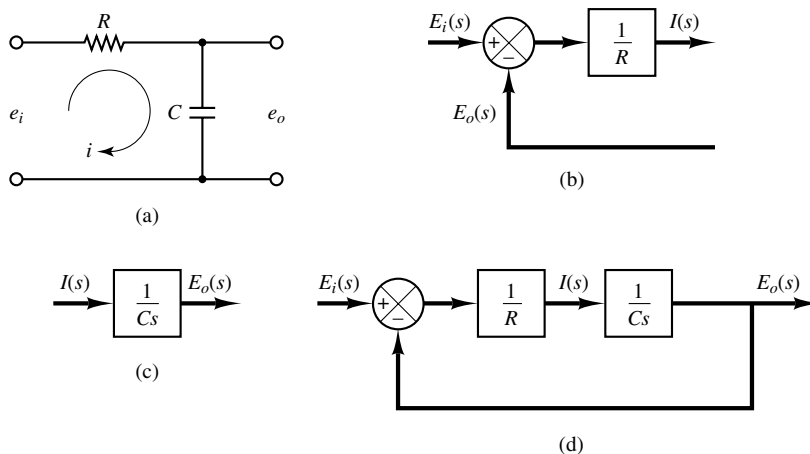 R
e_i
C
e_o
i
(a)
E_i(s)
+
−
1
R
I(s)
E_o(s)
(b)
I(s)
1
Cs
E_o(s)
(c)
E_i(s)
+
−
1
R
I(s)
1
Cs
E_o(s)
(d)